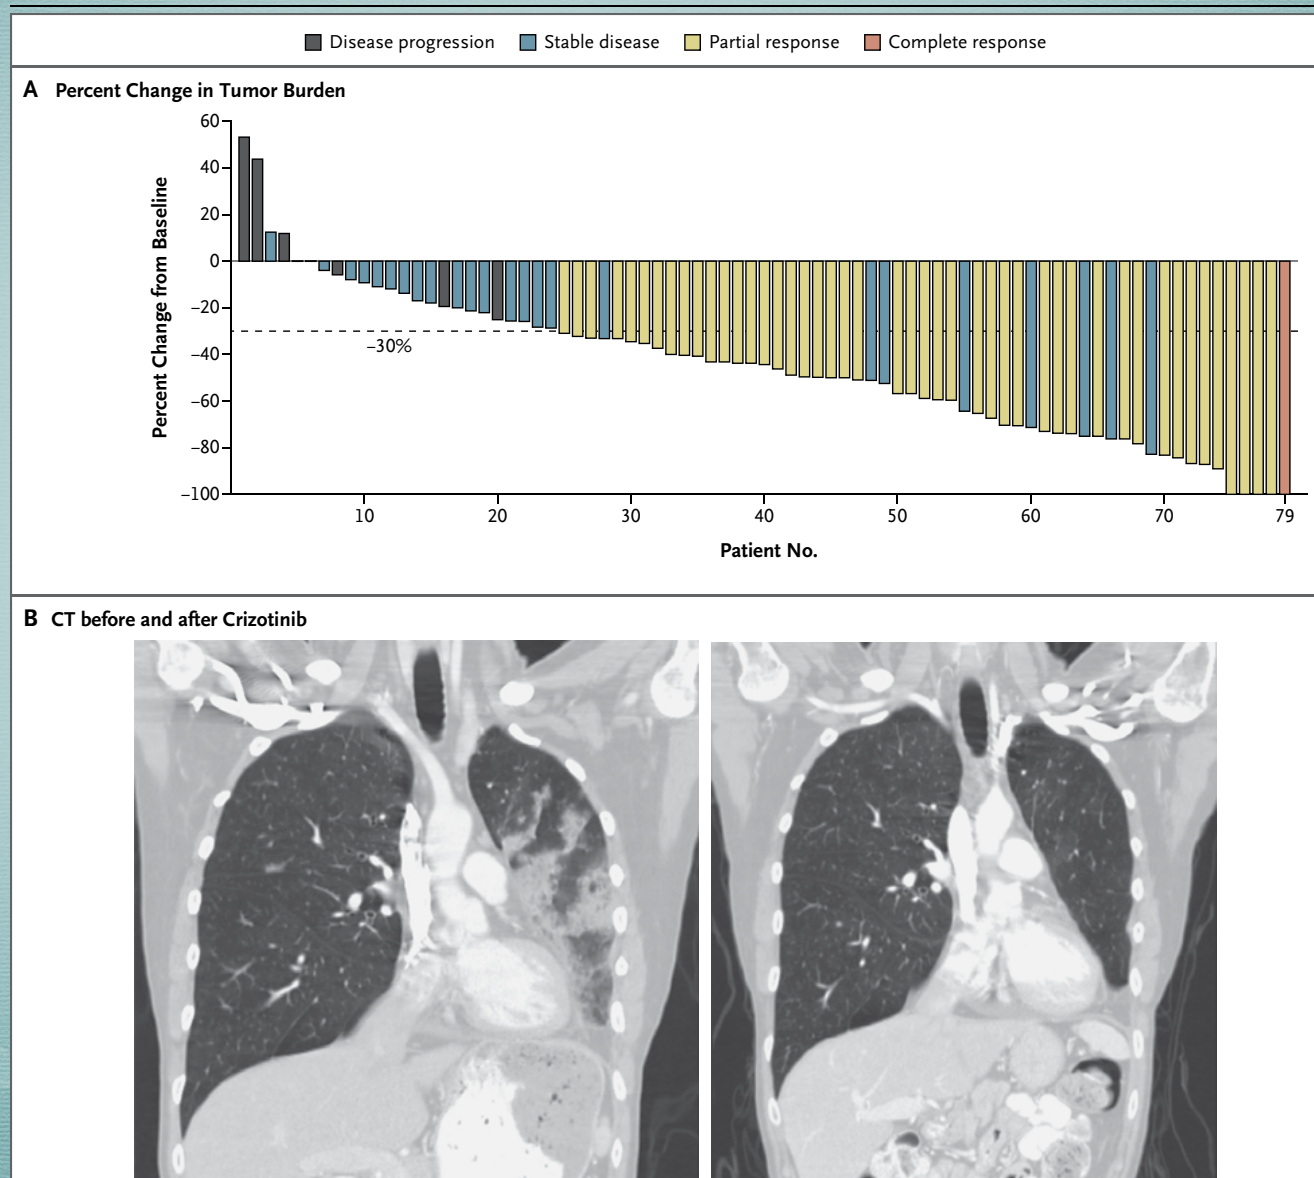 Disease progression Stable disease Partial response Complete response
A Percent Change in Tumor Burden
60
40
20
0
−20
−40
−60
−80
−100
Percent Change from Baseline
−30%
10 20 30 40 50 60 70 79
Patient No.
B CT before and after Crizotinib